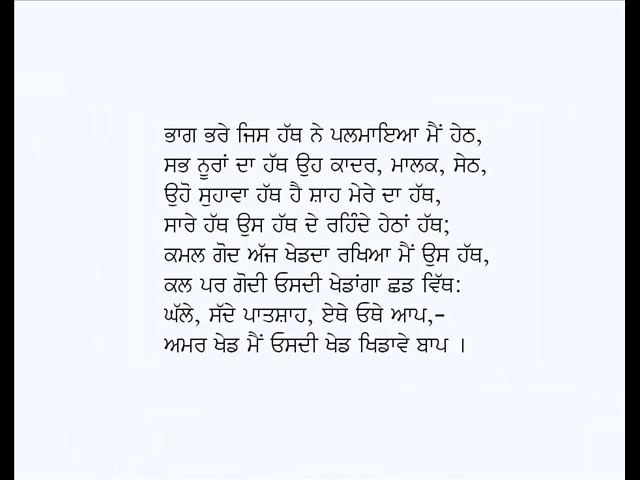 ਭਾਗ ਭਰੇ ਜਿਸ ਹੱਥ ਨੇ ਪਲਮਾਇਆ ਮੈਂ ਹੇਠ,
ਸਭ ਨੂਰਾਂ ਦਾ ਹੱਥ ਉਹ ਕਾਦਰ, ਮਾਲਕ, ਸੇਠ,
ਉਹੋ ਸੁਹਾਵਾ ਹੱਥ ਹੈ ਸ਼ਾਹ ਮੇਰੇ ਦਾ ਹੱਥ,
ਸਾਰੇ ਹੱਥ ਉਸ ਹੱਥ ਦੇ ਰਹਿੰਦੇ ਹੇਠਾਂ ਹੱਥ;
ਕਮਲ ਗੋਦ ਅੱਜ ਖੇਡਦਾ ਰਖਿਆ ਮੈਂ ਉਸ ਹੱਥ,
ਕਲ ਪਰ ਗੋਦੀ ਓਸਦੀ ਖੇਡਾਂਗਾ ਛਡ ਵਿੱਥ:
ਘੱਲੇ, ਸੱਦੇ ਪਾਤਸ਼ਾਹ, ਏਥੇ ਓਥੇ ਆਪ,–
ਅਮਰ ਖੇਡ ਮੈਂ ਓਸਦੀ ਖੇਡ ਖਿਡਾਵੇ ਬਾਪ ।